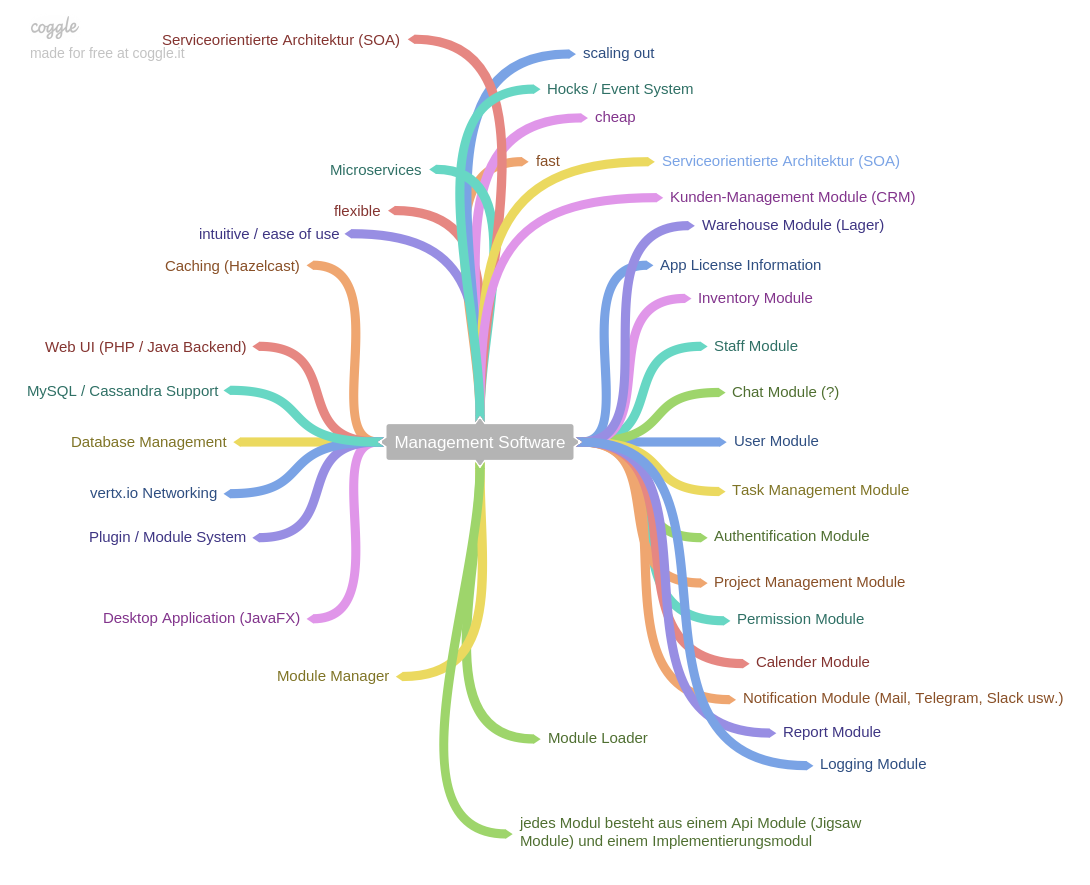 coggle
made for free at coggle.it
Serviceorientierte Architektur (SOA)
scaling out
Hocks / Event System
cheap
fast
Serviceorientierte Architektur (SOA)
Microservices
Kunden-Management Module (CRM)
flexible
Warehouse Module (Lager)
intuitive / ease of use
Caching (Hazelcast)
App License Information
Inventory Module
Web UI (PHP / Java Backend)
Staff Module
MySQL / Cassandra Support
Chat Module (?)
Database Management
Management Software
User Module
vertx.io Networking
Task Management Module
Plugin / Module System
Authentification Module
Project Management Module
Desktop Application (JavaFX)
Permission Module
Calender Module
Module Manager
Notification Module (Mail, Telegram, Slack usw.)
Report Module
Module Loader
Logging Module
jedes Modul besteht aus einem Api Module (Jigsaw
Module) und einem Implementierungsmodul